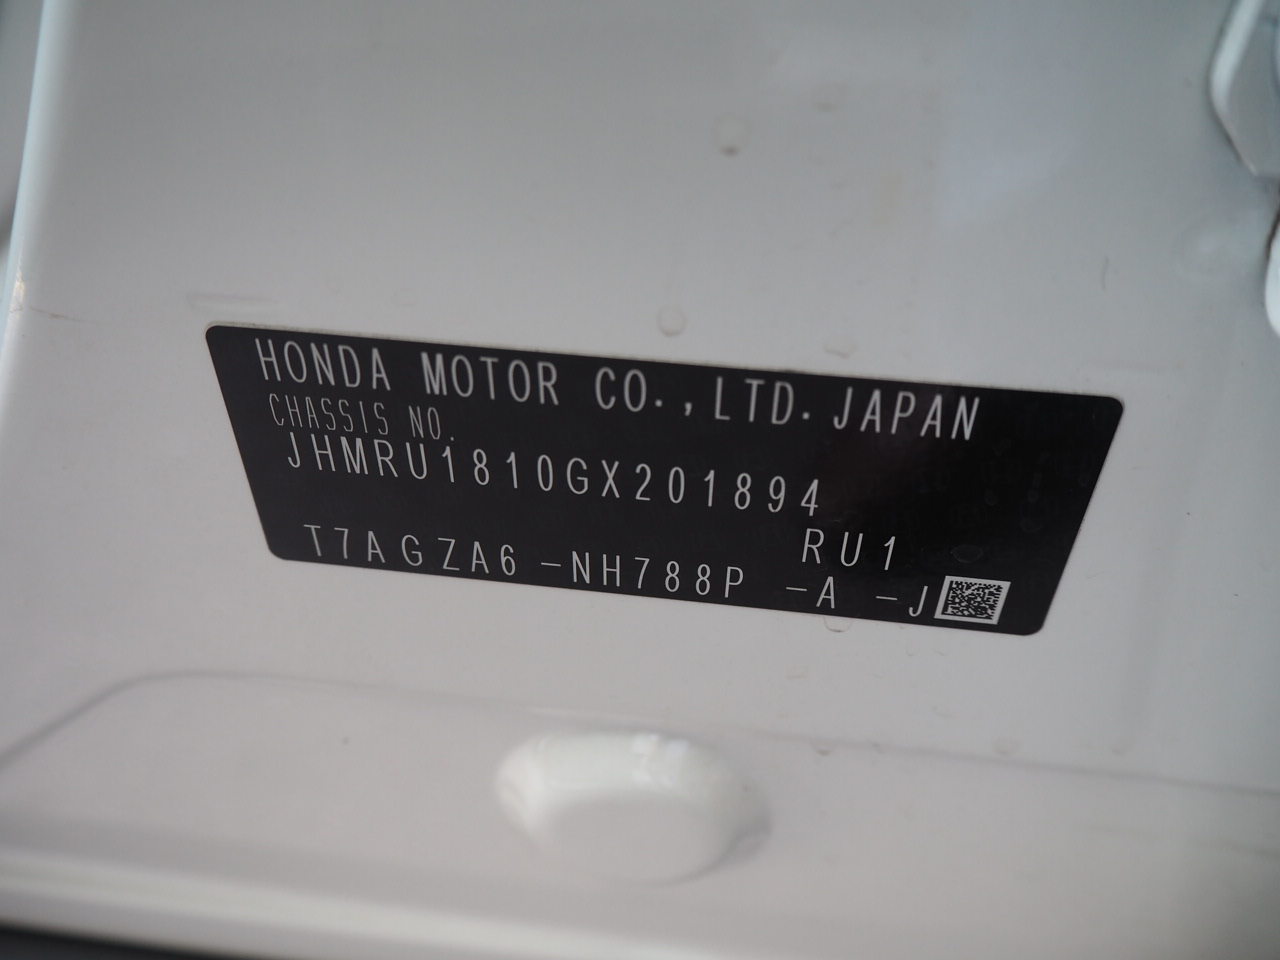 HONDA MOTOR CO.,LTD. JAPAN
CHASSIS NO.
JHMRU1810GX201894
RU1
T7AGZA6 -NH788P -A -J